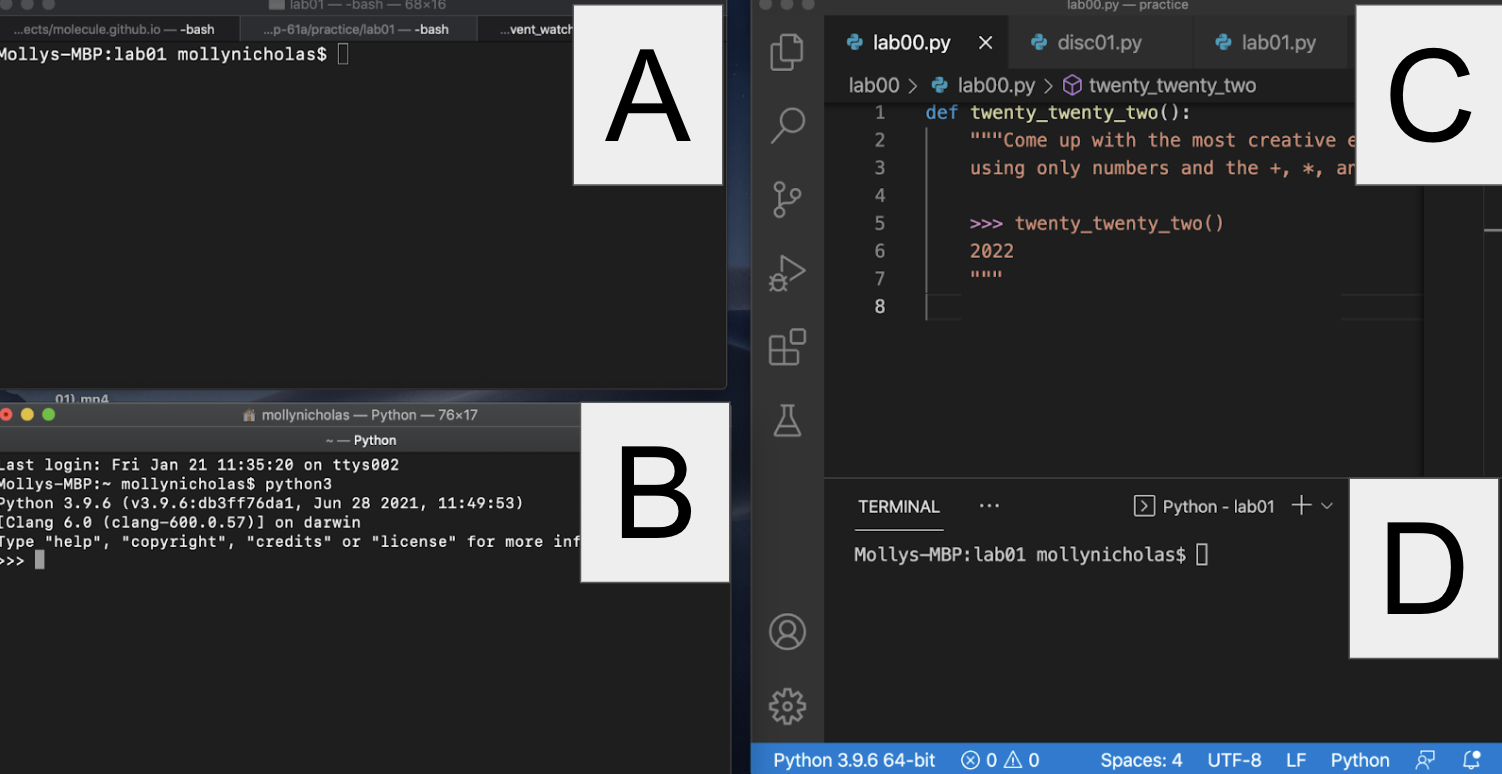 lab01 — -bash — 68×16
...ects/molecule.github.io — -bash
...p-61a/practice/lab01 — -bash
...vent_watch
Mollys-MBP:lab01 mollynicholas$
A
01).mp4
mollynicholas — Python — 76×17
~ — Python
Last login: Fri Jan 21 11:35:20 on ttys002
Mollys-MBP:~ mollynicholas$ python3
Python 3.9.6 (v3.9.6:db3ff76da1, Jun 28 2021, 11:49:53)
[Clang 6.0 (clang-600.0.57)] on darwin
Type "help", "copyright", "credits" or "license" for more inf
>>>
B
lab00.py — practice
lab00.py
disc01.py
lab01.py
lab00 > lab00.py > twenty_twenty_two
1 def twenty_twenty_two():
2 """Come up with the most creative e
3 using only numbers and the +, *, an
4
5 >>> twenty_twenty_two()
6 2022
7 """
8
C
TERMINAL ··· Python - lab01
Mollys-MBP:lab01 mollynicholas$
D
Python 3.9.6 64-bit 0 0 Spaces: 4 UTF-8 LF Python